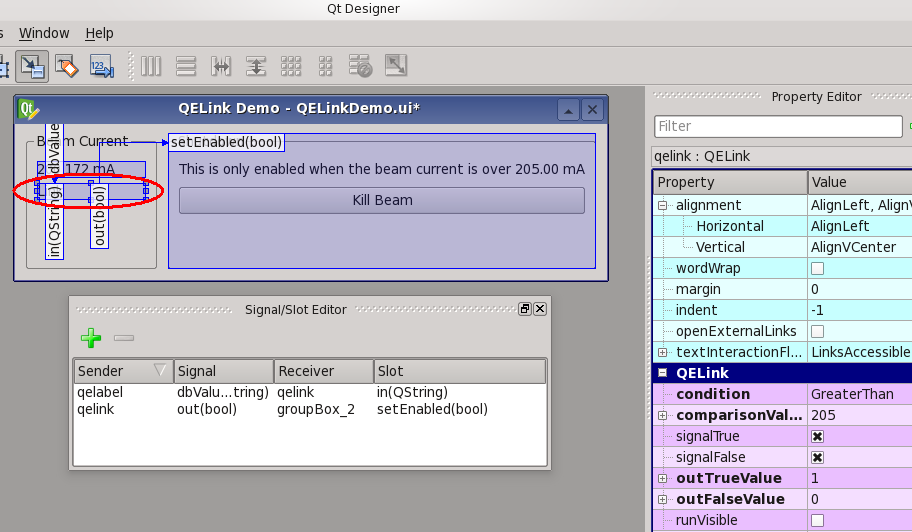 Qt Designer
Window Help
123
Qt QELink Demo - QELinkDemo.ui*
Property Editor
Filter
qelink : QELink
Property Value
alignment AlignLeft, AlignV
Horizontal AlignLeft
Vertical AlignVCenter
wordWrap
margin 0
indent -1
openExternalLinks
textInteractionFl... LinksAccessible
QELink
condition GreaterThan
comparisonVal... 205
signalTrue
signalFalse
outTrueValue 1
outFalseValue 0
runVisible
Current
dbValue
setEnabled(bool)
172 mA
This is only enabled when the beam current is over 205.00 mA
in(QString)
out(bool)
Kill Beam
Signal/Slot Editor
Sender Signal Receiver Slot
qelabel dbValu...tring) qelink in(QString)
qelink out(bool) groupBox_2 setEnabled(bool)